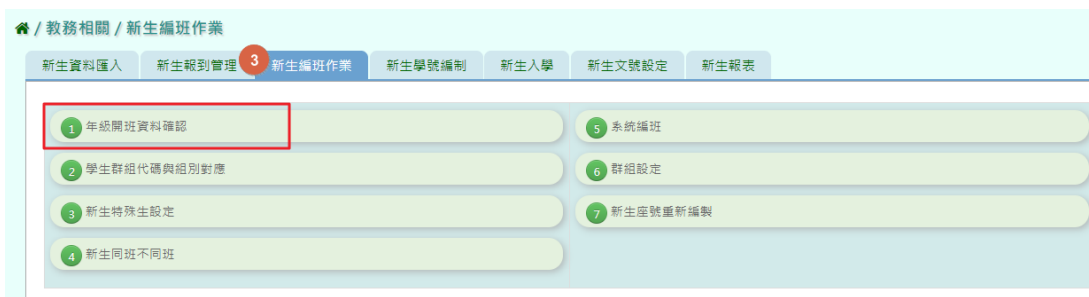 / 教務相關 / 新生編班作業
新生資料匯入 新生報到管理 3 新生編班作業 新生學號編制 新生入學 新生文號設定 新生報表
1 年級開班資料確認
2 學生群組代碼與組別對應
3 新生特殊生設定
4 新生同班不同班
5 系統編班
6 群組設定
7 新生座號重新編製